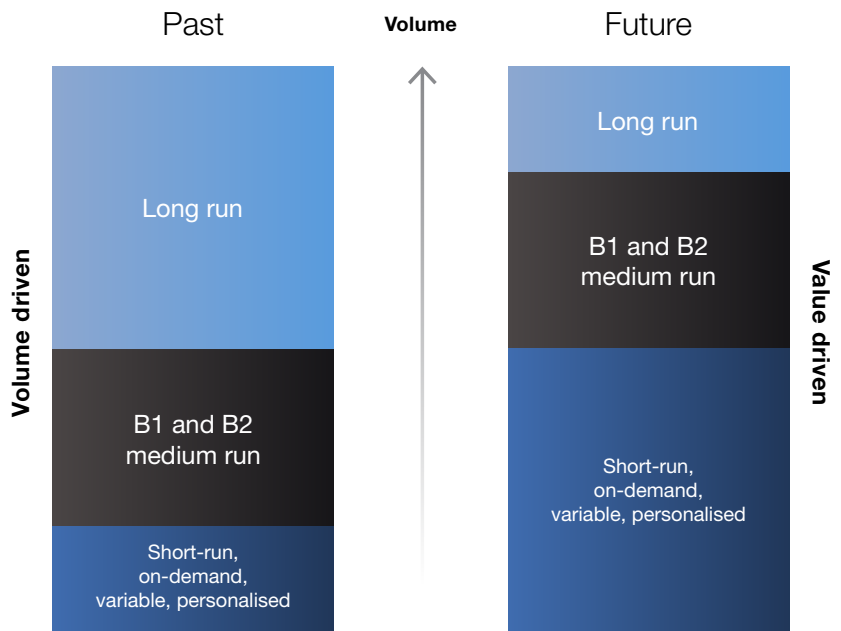 Past
Volume
Future
Volume driven
Long run
B1 and B2
medium run
Short-run,
on-demand,
variable, personalised
Long run
B1 and B2
medium run
Short-run,
on-demand,
variable, personalised
Value driven